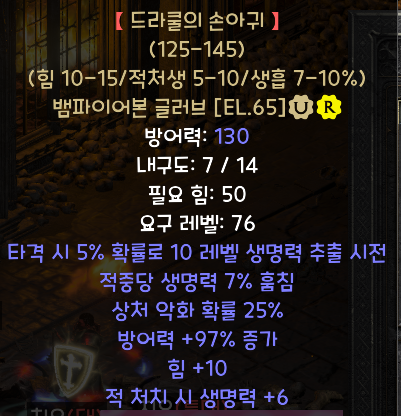 【 드라쿨의 손아귀 】
(125-145)
(힘 10-15/적처생 5-10/생흡 7-10%)
뱀파이어본 글러브 [EL.65] U R
방어력: 130
내구도: 7 / 14
필요 힘: 50
요구 레벨: 76
타격 시 5% 확률로 10 레벨 생명력 추출 시전
적중당 생명력 7% 훔침
상처 악화 확률 25%
방어력 +97% 증가
힘 +10
적 처치 시 생명력 +6